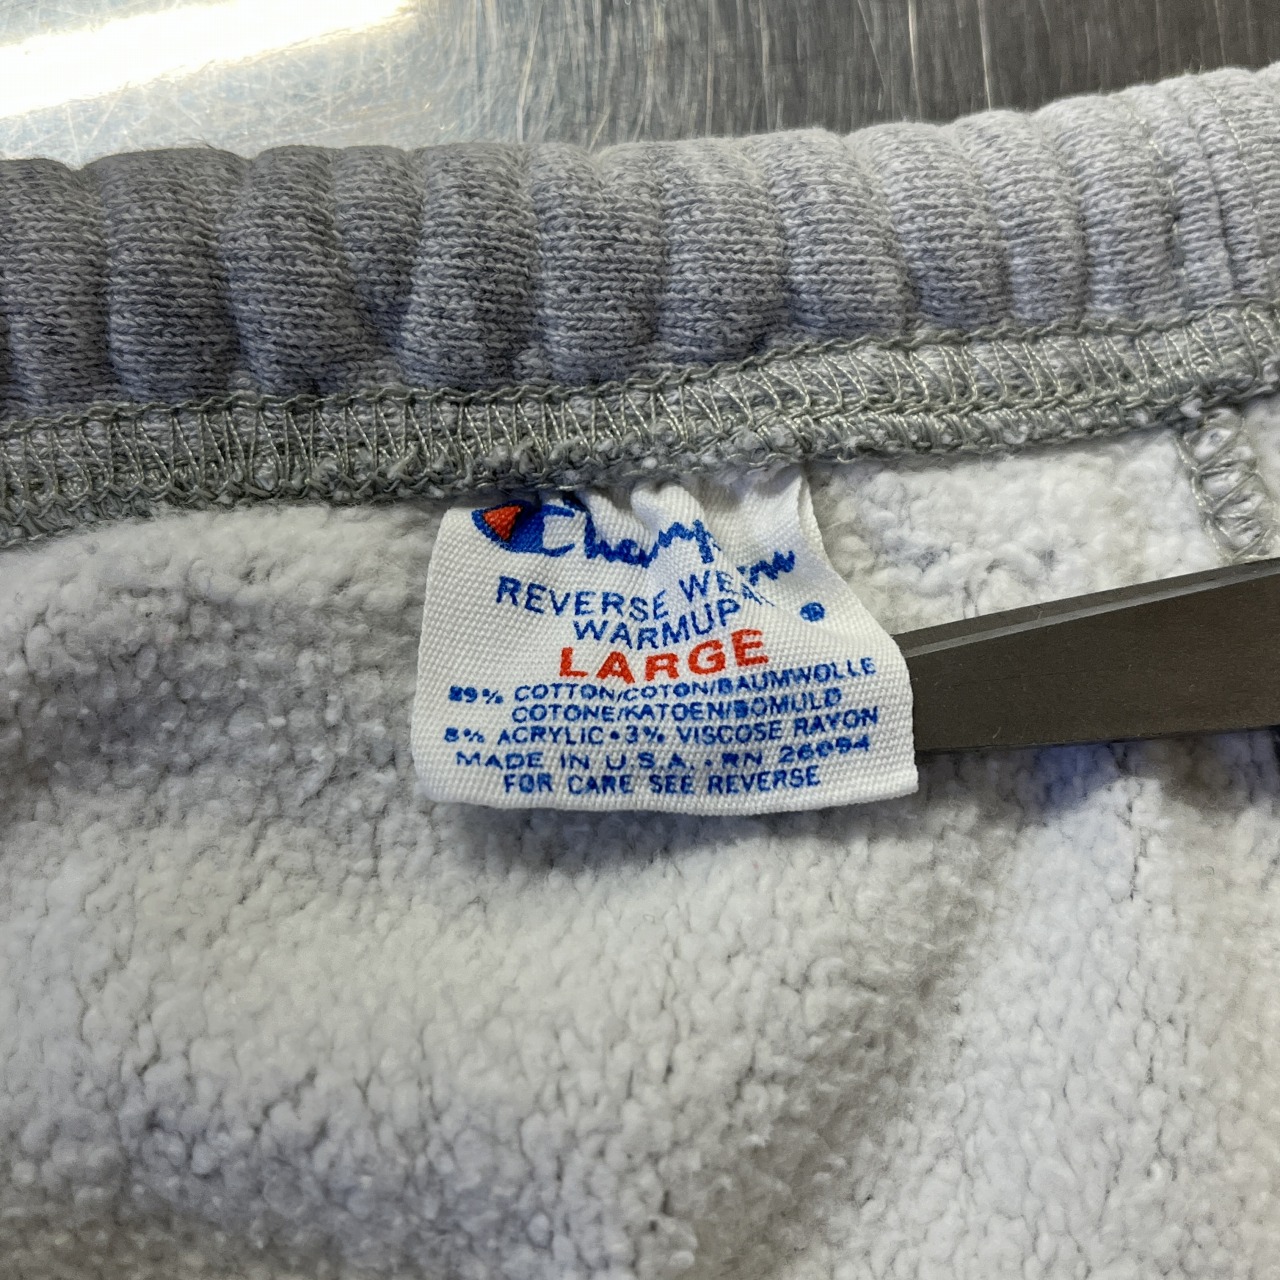 Champion
REVERSE WEAVE
WARMUP ®
LARGE
89% COTTON/COTON/BAUMWOLLE
COTONE/KATOEN/BOMULD
8% ACRYLIC • 3% VISCOSE RAYON
MADE IN U.S.A. • RN 26094
FOR CARE SEE REVERSE